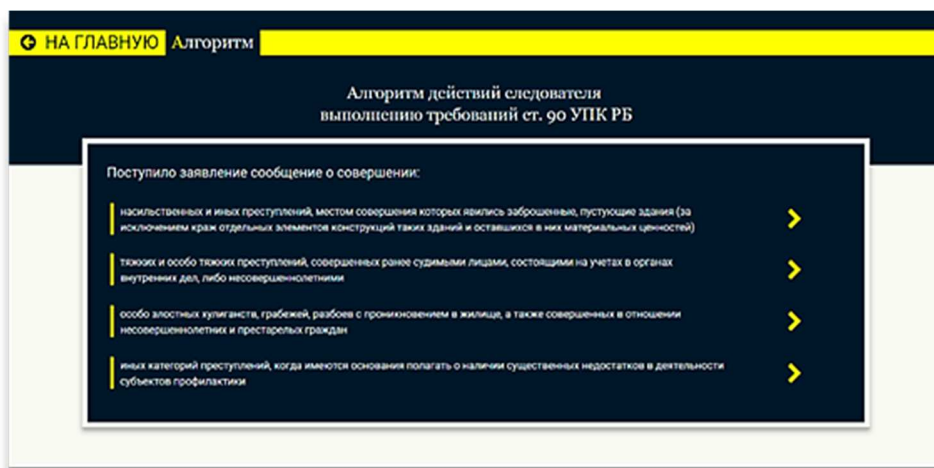 НА ГЛАВНУЮ Алгоритм
Алгоритм действий следователя
выполнению требований ст. 90 УПК РБ
Поступило заявление сообщение о совершении:
насильственных и иных преступлений, местом совершения которых явились заброшенные, пустующие здания (за
исключением краж отдельных элементов конструкций таких зданий и оставшихся в них материальных ценностей)
тяжких и особо тяжких преступлений, совершенных ранее судимыми лицами, состоящими на учетах в органах
внутренних дел, либо несовершеннолетними
особо злостных хулиганств, грабежей, разбоев с проникновением в жилище, а также совершенных в отношении
несовершеннолетних и престарелых граждан
иных категорий преступлений, когда имеются основания полагать о наличии существенных недостатков в деятельности
субъектов профилактики